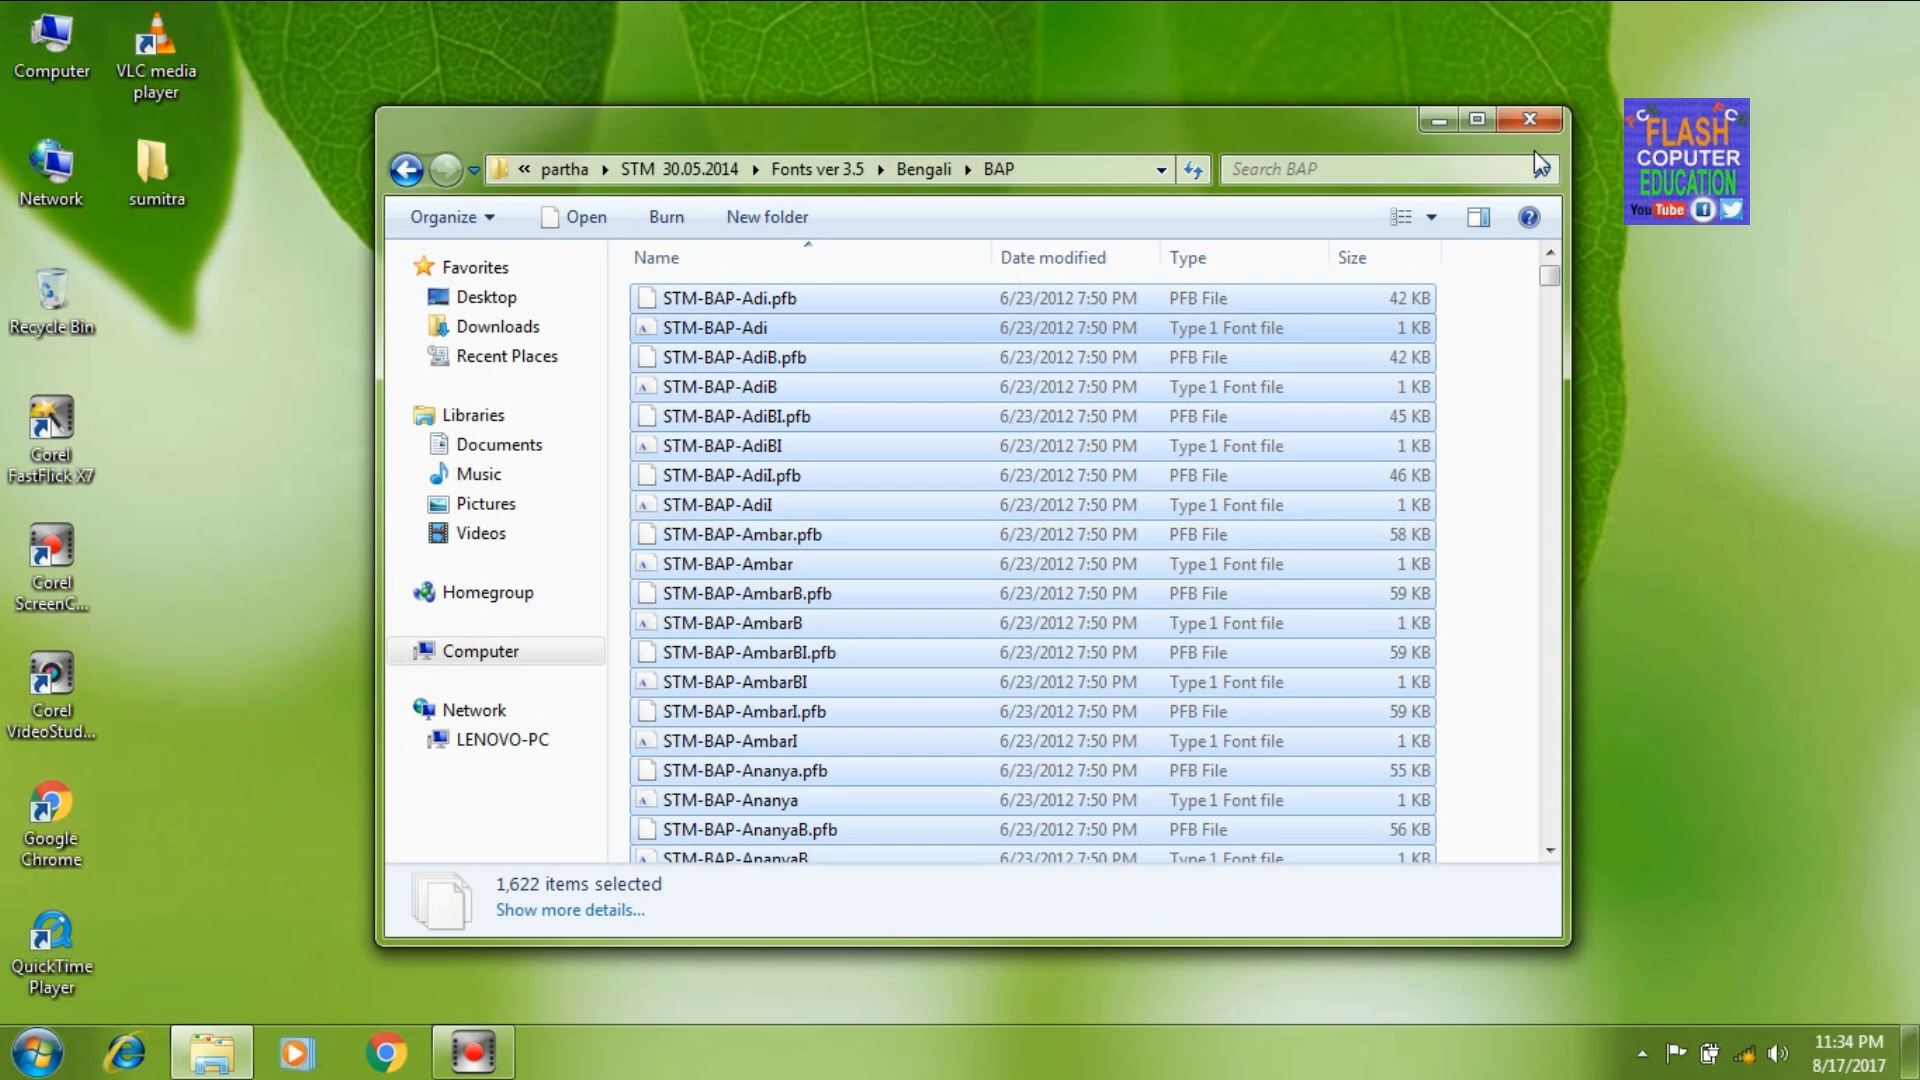 Computer
VLC media
player
Network
sumitra
Recycle Bin
Corel
FastFlick X7
Corel
ScreenC...
Corel
VideoStud...
Google
Chrome
QuickTime
Player
« partha ▸ STM 30.05.2014 ▸ Fonts ver 3.5 ▸ Bengali ▸ BAP
Search BAP
Organize Open Burn New folder
Favorites
Desktop
Downloads
Recent Places
Libraries
Documents
Music
Pictures
Videos
Homegroup
Computer
Network
LENOVO-PC
Name Date modified Type Size
STM-BAP-Adi.pfb 6/23/2012 7:50 PM PFB File 42 KB
STM-BAP-Adi 6/23/2012 7:50 PM Type 1 Font file 1 KB
STM-BAP-AdiB.pfb 6/23/2012 7:50 PM PFB File 42 KB
STM-BAP-AdiB 6/23/2012 7:50 PM Type 1 Font file 1 KB
STM-BAP-AdiBI.pfb 6/23/2012 7:50 PM PFB File 45 KB
STM-BAP-AdiBI 6/23/2012 7:50 PM Type 1 Font file 1 KB
STM-BAP-AdiI.pfb 6/23/2012 7:50 PM PFB File 46 KB
STM-BAP-AdiI 6/23/2012 7:50 PM Type 1 Font file 1 KB
STM-BAP-Ambar.pfb 6/23/2012 7:50 PM PFB File 58 KB
STM-BAP-Ambar 6/23/2012 7:50 PM Type 1 Font file 1 KB
STM-BAP-AmbarB.pfb 6/23/2012 7:50 PM PFB File 59 KB
STM-BAP-AmbarB 6/23/2012 7:50 PM Type 1 Font file 1 KB
STM-BAP-AmbarBI.pfb 6/23/2012 7:50 PM PFB File 59 KB
STM-BAP-AmbarBI 6/23/2012 7:50 PM Type 1 Font file 1 KB
STM-BAP-AmbarI.pfb 6/23/2012 7:50 PM PFB File 59 KB
STM-BAP-AmbarI 6/23/2012 7:50 PM Type 1 Font file 1 KB
STM-BAP-Ananya.pfb 6/23/2012 7:50 PM PFB File 55 KB
STM-BAP-Ananya 6/23/2012 7:50 PM Type 1 Font file 1 KB
STM-BAP-AnanyaB.pfb 6/23/2012 7:50 PM PFB File 56 KB
STM-BAP-AnanyaB 6/23/2012 7:50 PM Type 1 Font file 1 KB
1,622 items selected
Show more details...
FLASH
COPUTER
EDUCATION
You Tube
11:34 PM
8/17/2017